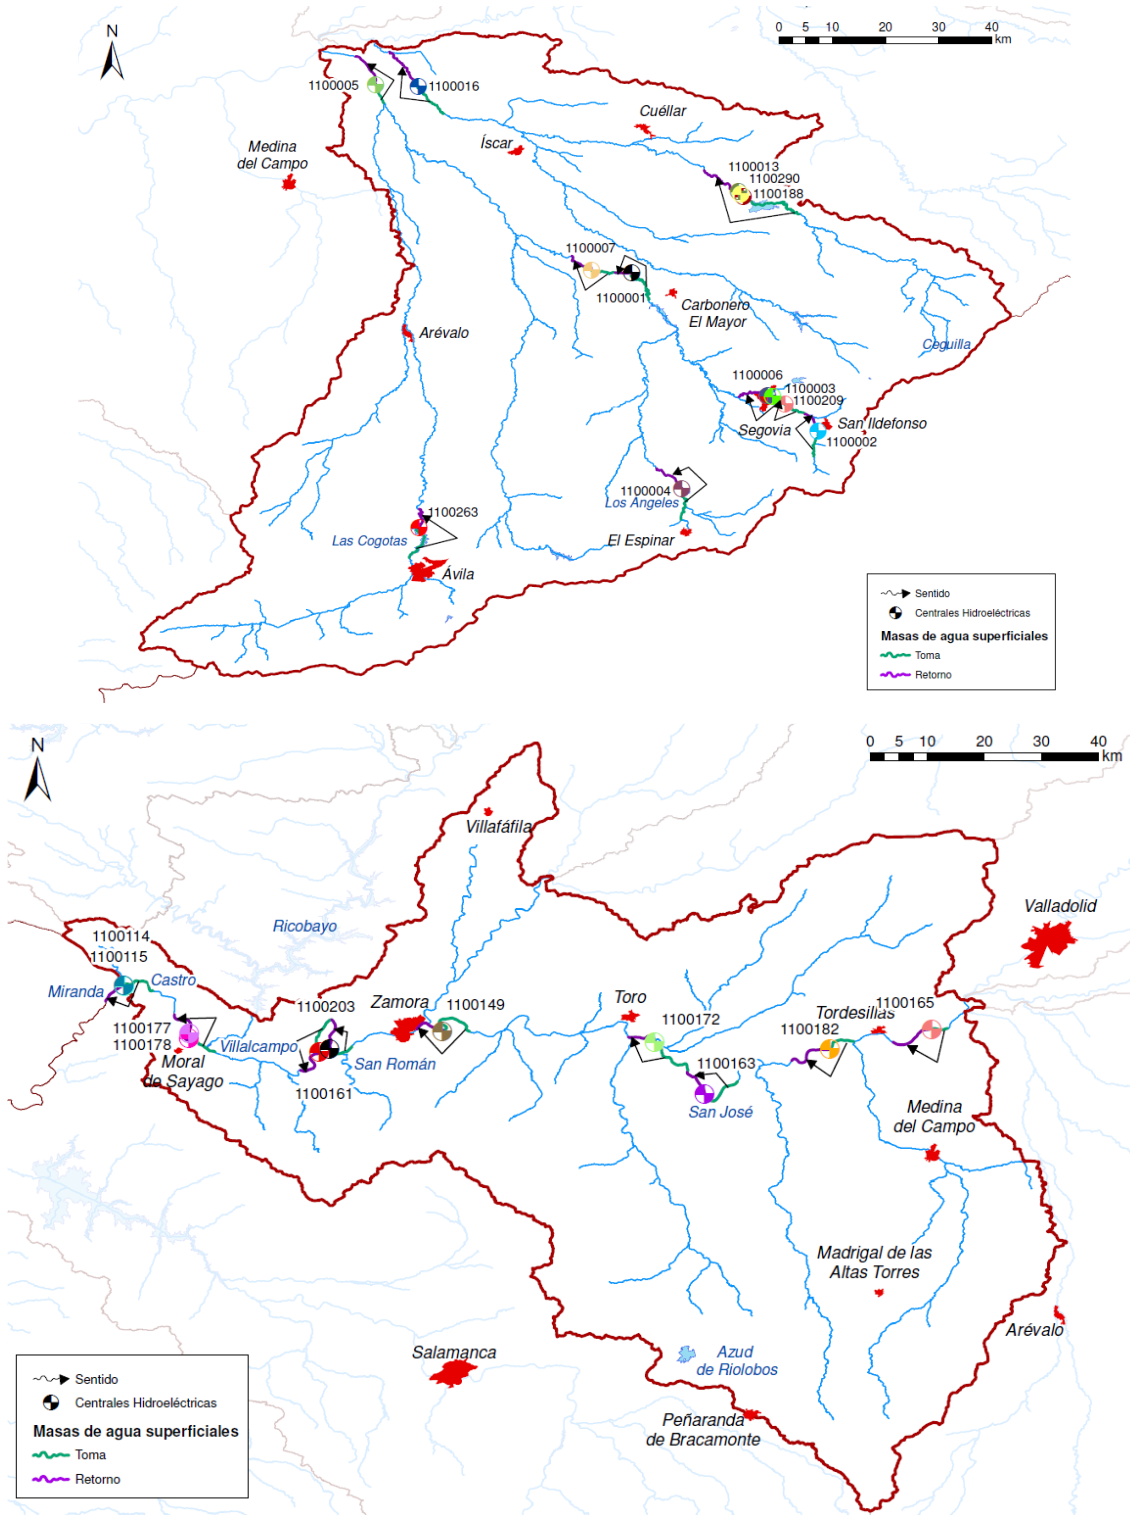 N
0 5 10 20 30 40
km
1100005
1100016
Cuéllar
Íscar
Medina
del Campo
1100013
1100290
1100188
1100007
1100001
Carbonero
El Mayor
Arévalo
Ceguilla
1100006
1100003
1100209
Segovia
San Ildefonso
1100002
1100004
Los Angeles
1100263
Las Cogotas
El Espinar
Ávila
Sentido
Centrales Hidroeléctricas
Masas de agua superficiales
Toma
Retorno
N
0 5 10 20 30 40
km
Villafáfila
Valladolid
Ricobayo
1100114
1100115
Miranda
Castro
1100203
Zamora
1100149
Toro
1100172
Tordesillas
1100165
1100182
1100177
1100178
Villalcampo
San Román
1100163
Moral
de Sayago
1100161
San José
Medina
del Campo
Madrigal de las
Altas Torres
Arévalo
Salamanca
Azud
de Riolobos
Peñaranda
de Bracamonte
Sentido
Centrales Hidroeléctricas
Masas de agua superficiales
Toma
Retorno